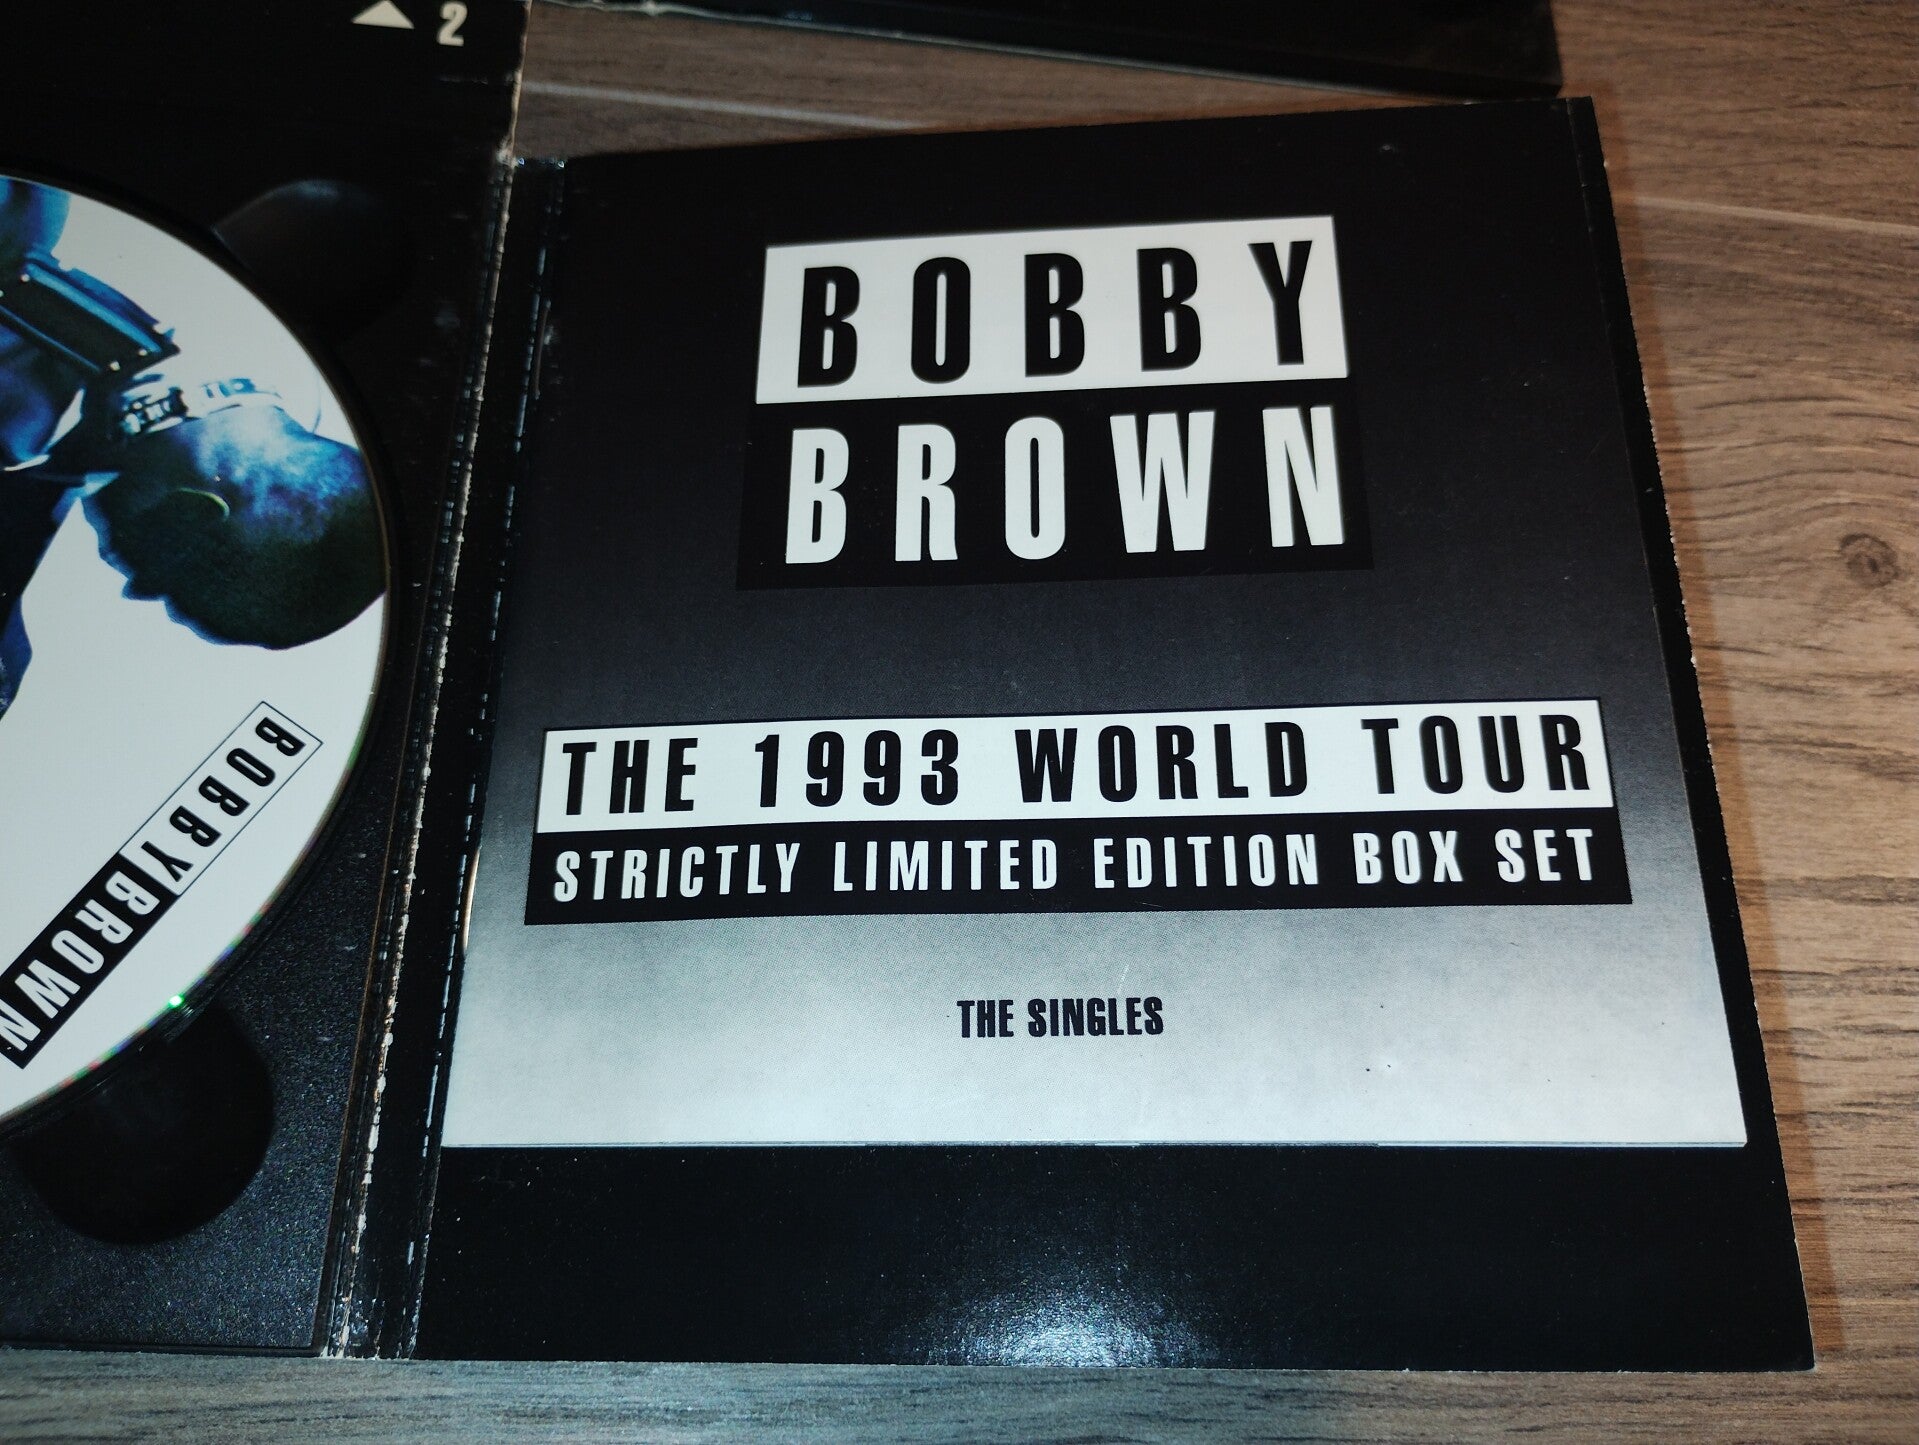 2
BOBBY BROWN
BOBBY
BROWN
THE 1993 WORLD TOUR
STRICTLY LIMITED EDITION BOX SET
THE SINGLES